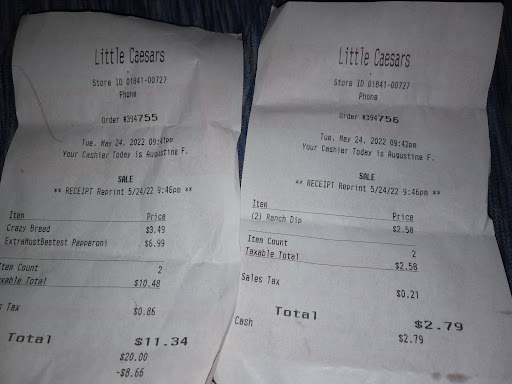 Little Caesars
Store ID 01841-00727
Phone
Order #394755
Tue, May 24, 2022 09:41pm
Your Cashier Today is Augustine F.
SALE
** RECEIPT Reprint 5/24/22 9:46pm **
Item Price
Crazy Bread $3.49
ExtraMustBestest Pepperoni $6.99
Item Count 2
axable Total $10.48
s Tax $0.86
Total $11.34
$20.00
-$8.66
Little Caesars
Store ID 01841-00727
Phone
Order #394756
Tue, May 24, 2022 09:42pm
Your Cashier Today is Augustine F.
SALE
** RECEIPT Reprint 5/24/22 9:46pm **
Item Price
(2) Ranch Dip $2.58
Item Count 2
Taxable Total $2.58
Sales Tax $0.21
Total $2.79
Cash $2.79